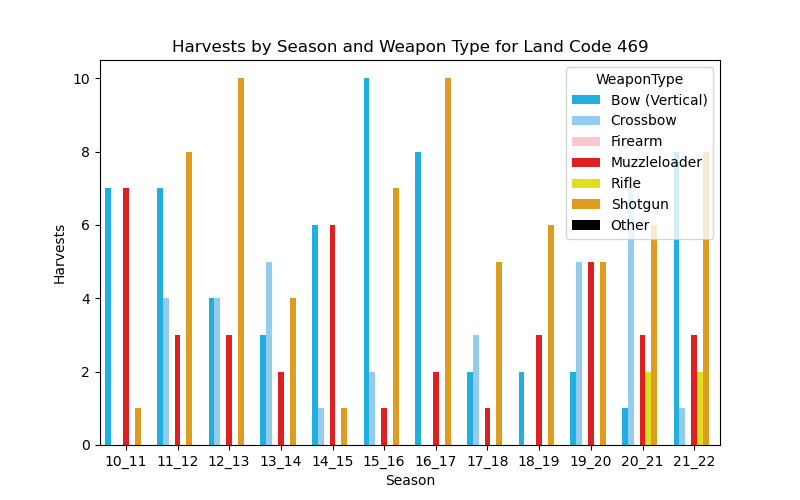 Harvests by Season and Weapon Type for Land Code 469
WeaponType
Bow (Vertical)
Crossbow
Firearm
Muzzleloader
Rifle
Shotgun
Other
Harvests
10
8
6
4
2
0
10_11 11_12 12_13 13_14 14_15 15_16 16_17 17_18 18_19 19_20 20_21 21_22
Season